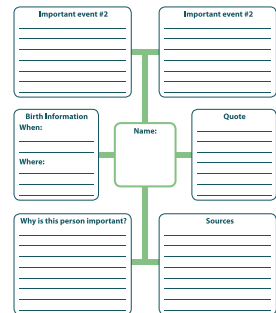 Important event #2
Important event #2
Birth Information
When:
Where:
Name:
Quote
Why is this person important?
Sources